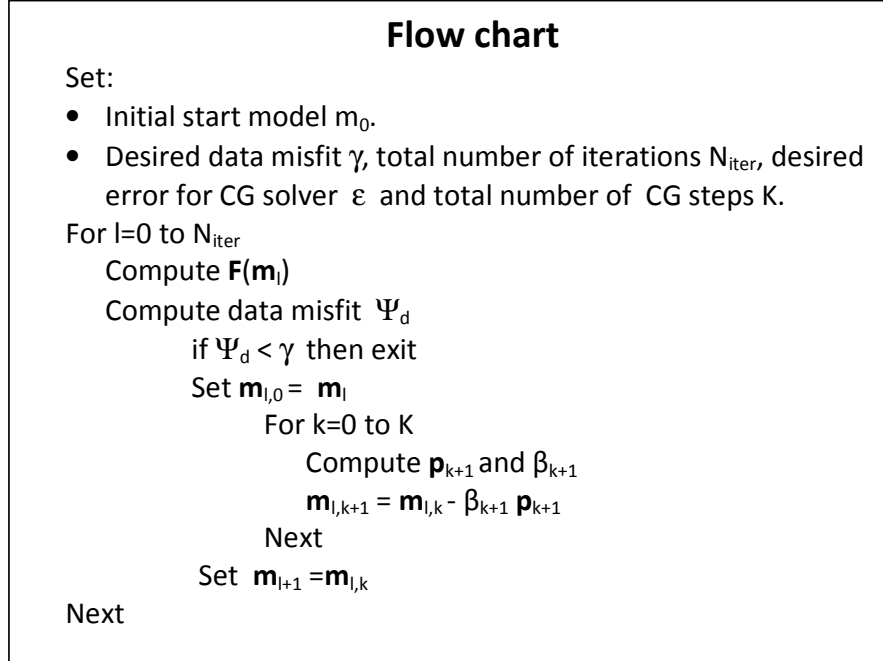 Flow chart
Set:
• Initial start model m₀.
• Desired data misfit γ, total number of iterations Nᵢₜₑᵣ, desired
error for CG solver ε and total number of CG steps K.
For l=0 to Nᵢₜₑᵣ
Compute F(mₗ)
Compute data misfit Ψd
if Ψd < γ then exit
Set mₗ,₀ = mₗ
For k=0 to K
Compute pₖ₊₁ and βₖ₊₁
mₗ,ₖ₊₁ = mₗ,ₖ - βₖ₊₁ pₖ₊₁
Next
Set mₗ₊₁ =mₗ,ₖ
Next